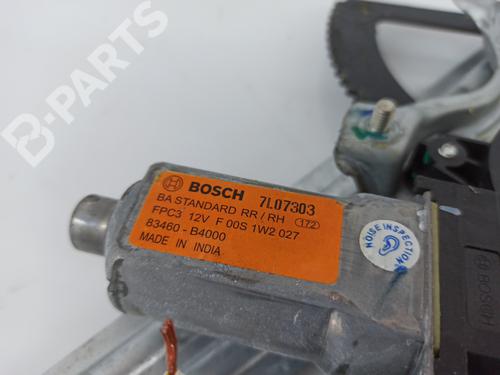 B-PARTS
BOSCH 7L07303
BA STANDARD RR / RH 172
FPC3 12V F 00S 1W2 027
83460 - B4000
MADE IN INDIA
NOISE INSPECTION
BOSCH